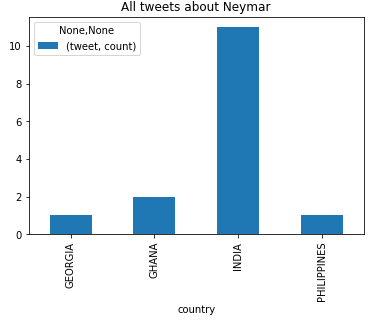 All tweets about Neymar
None,None
(tweet, count)
10
8
6
4
2
0
GEORGIA
GHANA
INDIA
PHILIPPINES
country